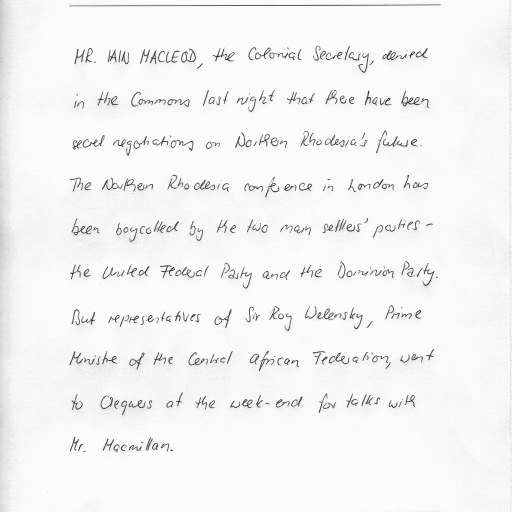 MR. IAIN MACLEOD, the Colonial Secretary, denied
in the Commons last night that there have been
secret negotiations on Northern Rhodesia's future.
The Northern Rhodesia conference in London has
been boycotted by the two main settlers' parties -
the United Federal Party and the Dominion Party.
But representatives of Sir Roy Welensky, Prime
Minister of the Central African Federation, went
to Chequers at the week-end for talks with
Mr. Macmillan.